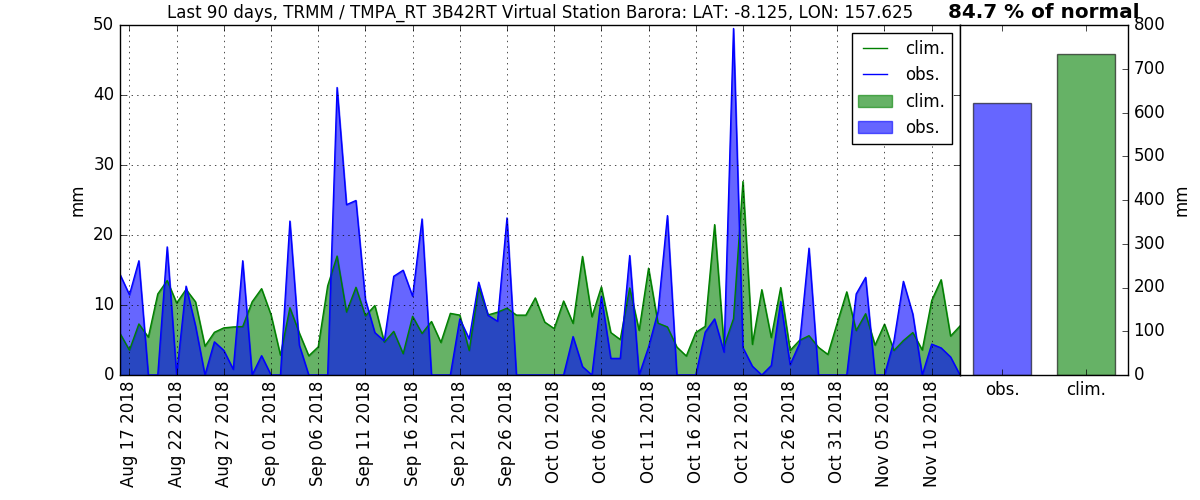 Last 90 days, TRMM / TMPA_RT 3B42RT Virtual Station Barora: LAT: -8.125, LON: 157.625
84.7 % of normal
50
40
30
20
10
0
mm
clim.
obs.
clim.
obs.
800
700
600
500
400
300
200
100
0
mm
obs.
clim.
Aug 17 2018
Aug 22 2018
Aug 27 2018
Sep 01 2018
Sep 06 2018
Sep 11 2018
Sep 16 2018
Sep 21 2018
Sep 26 2018
Oct 01 2018
Oct 06 2018
Oct 11 2018
Oct 16 2018
Oct 21 2018
Oct 26 2018
Oct 31 2018
Nov 05 2018
Nov 10 2018